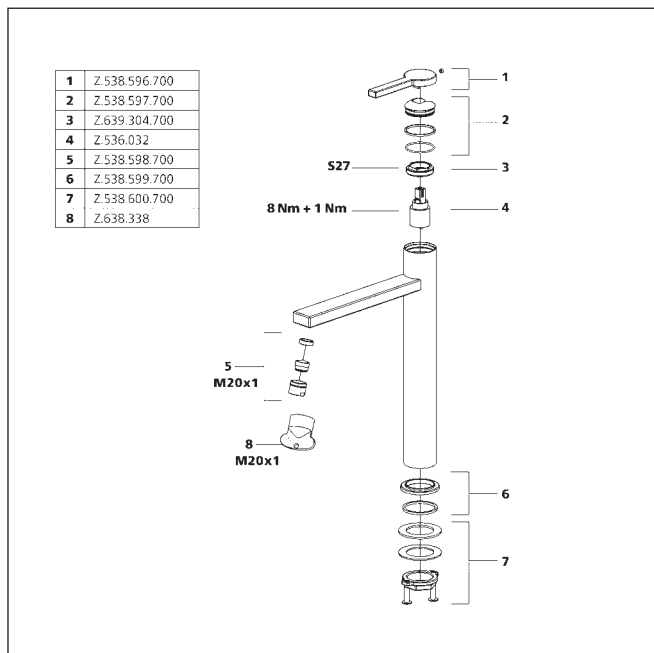 1 Z.538.596.700
2 Z.538.597.700
3 Z.639.304.700
4 Z.536.032
5 Z.538.598.700
6 Z.538.599.700
7 Z.538.600.700
8 Z.638.338
1
2
S27
3
8 Nm + 1 Nm
4
5
M20x1
8
M20x1
6
7